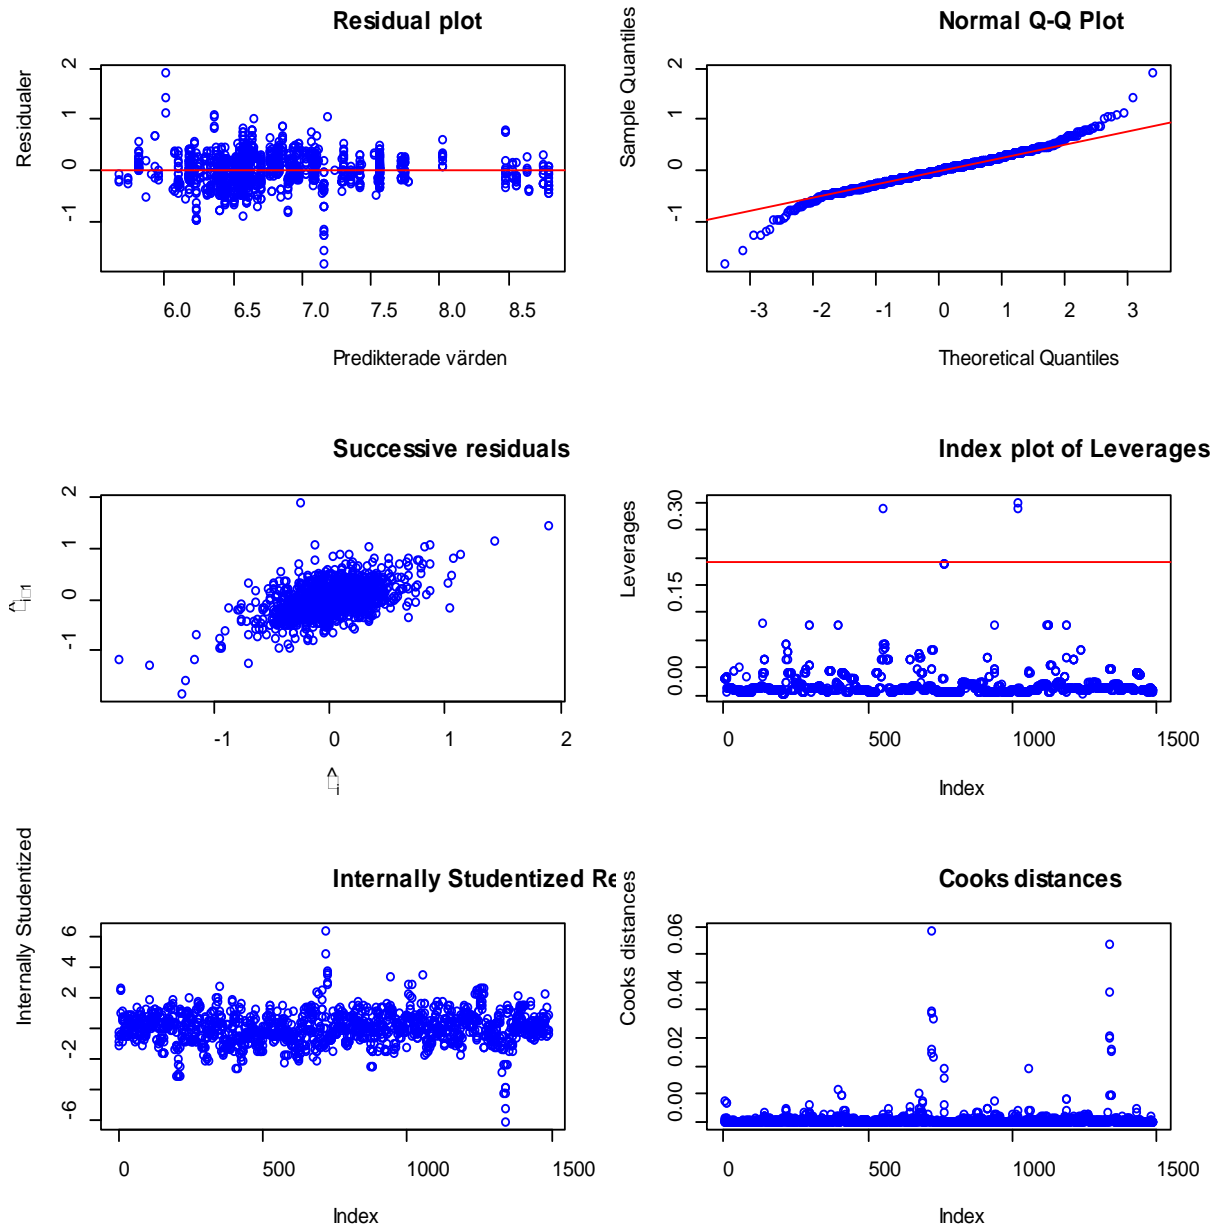 Residual plot
Residualer
2
1
0
-1
6.0 6.5 7.0 7.5 8.0 8.5
Predikterade värden
Normal Q-Q Plot
Sample Quantiles
2
1
0
-1
-3 -2 -1 0 1 2 3
Theoretical Quantiles
Successive residuals
2
1
0
-1
-1 0 1 2
i
Index plot of Leverages
Leverages
0.30
0.15
0.00
0 500 1000 1500
Index
Internally Studentized Re
Internally Studentized
6
4
2
0
-2
-6
0 500 1000 1500
Index
Cooks distances
Cooks distances
0.06
0.04
0.02
0.00
0 500 1000 1500
Index